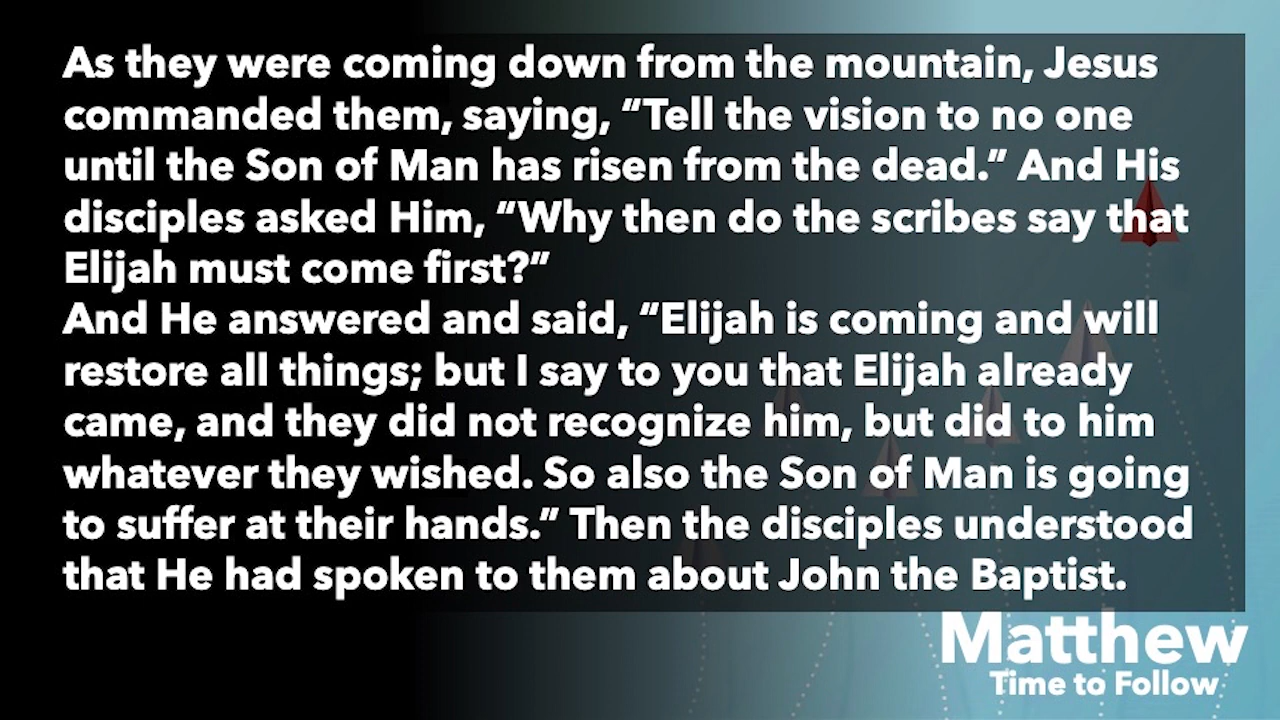 As they were coming down from the mountain, Jesus
commanded them, saying, “Tell the vision to no one
until the Son of Man has risen from the dead.” And His
disciples asked Him, “Why then do the scribes say that
Elijah must come first?”
And He answered and said, “Elijah is coming and will
restore all things; but I say to you that Elijah already
came, and they did not recognize him, but did to him
whatever they wished. So also the Son of Man is going
to suffer at their hands.” Then the disciples understood
that He had spoken to them about John the Baptist.
Matthew
Time to Follow